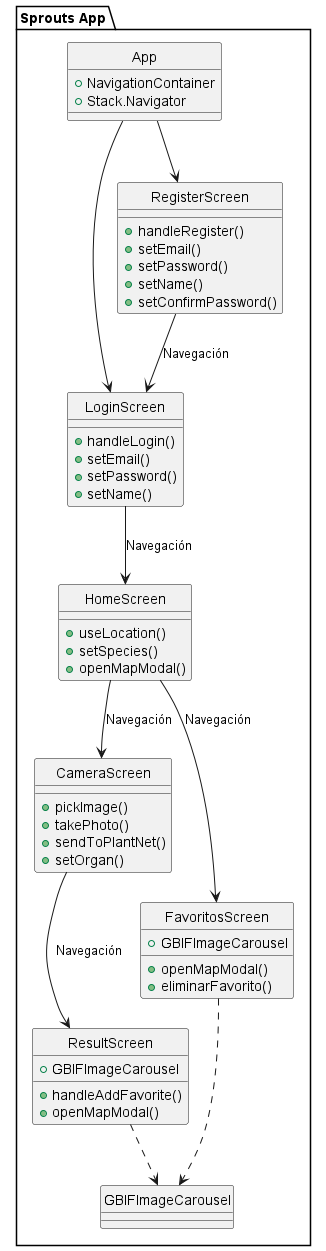 Sprouts App
App
NavigationContainer
Stack.Navigator
RegisterScreen
handleRegister()
setEmail()
setPassword()
setName()
setConfirmPassword()
Navegación
LoginScreen
handleLogin()
setEmail()
setPassword()
setName()
Navegación
HomeScreen
useLocation()
setSpecies()
openMapModal()
Navegación
Navegación
CameraScreen
pickImage()
takePhoto()
sendToPlantNet()
setOrgan()
FavoritosScreen
GBIFImageCarousel
openMapModal()
eliminarFavorito()
Navegación
ResultScreen
GBIFImageCarousel
handleAddFavorite()
openMapModal()
GBIFImageCarousel